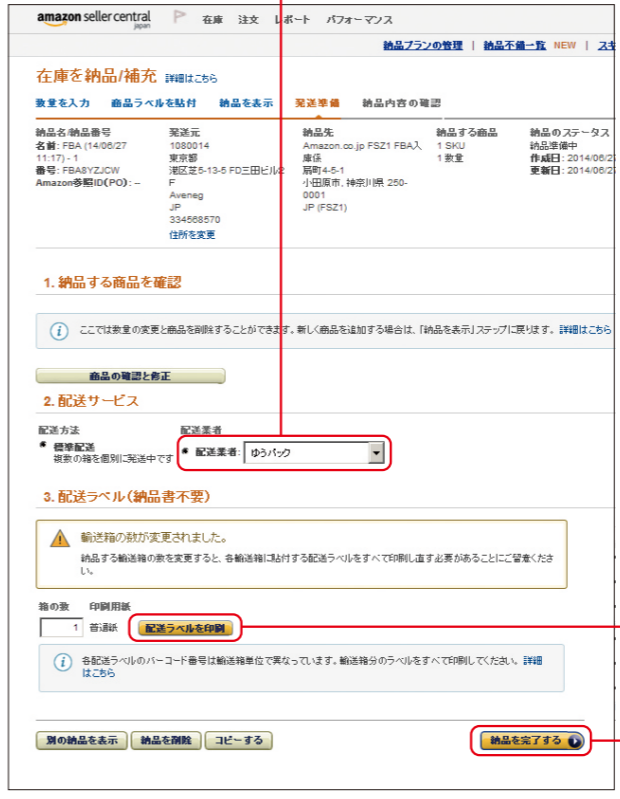 amazon seller central
japan
在庫 注文 レポート パフォーマンス
納品プランの管理 | 納品不備一覧 NEW |
在庫を納品/補充 詳細はこちら
数量を入力 商品ラベルを貼付 納品を表示 発送準備 納品内容の確認
納品名/納品番号 発送元 納品先 納品する商品 納品のステータス
名前: FBA (14/06/27 1080014 Amazon.co.jp FSZ1 FBA入 1 SKU 納品準備中
11:17) - 1 東京都 庫係 1 数量 作成日: 2014/06/2
番号: FBA8YZJCW 港区芝5-13-5 FD三田ビル2 扇町4-5-1 更新日: 2014/06/2
Amazon参照ID(PO): -- F 小田原市, 神奈川県 250-
Aveneg 0001
JP JP (FSZ1)
334568570
住所を変更
1. 納品する商品を確認
ここでは数量の変更と商品を削除することができます。新しく商品を追加する場合は、「納品を表示」ステップに戻ります。 詳細はこちら
商品の確認と修正
2. 配送サービス
配送方法 配送業者
標準配送 配送業者: ゆうパック
複数の箱を個別に発送中です
3. 配送ラベル(納品書不要)
輸送箱の数が変更されました。
納品する輸送箱の数を変更すると、各輸送箱に貼付する配送ラベルをすべて印刷し直す必要があることにご留意くださ
い。
箱の数 印刷用紙
1 普通紙 配送ラベルを印刷
各配送ラベルのバーコード番号は輸送箱単位で異なっています。輸送箱分のラベルをすべて印刷してください。 詳細
はこちら
別の納品を表示 納品を削除 コピーする 納品を完了する